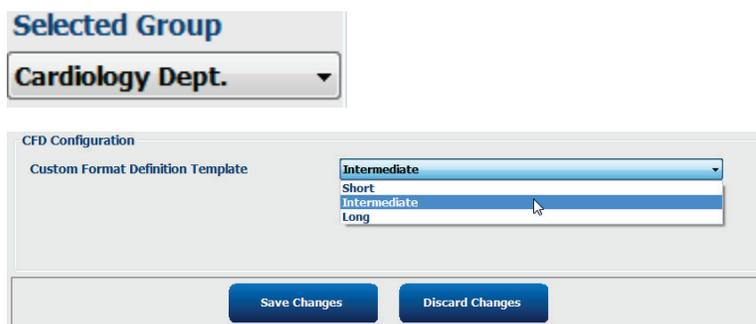 Selected Group
Cardiology Dept.
CFD Configuration
Custom Format Definition Template
Intermediate
Short
Intermediate
Long
Save Changes
Discard Changes